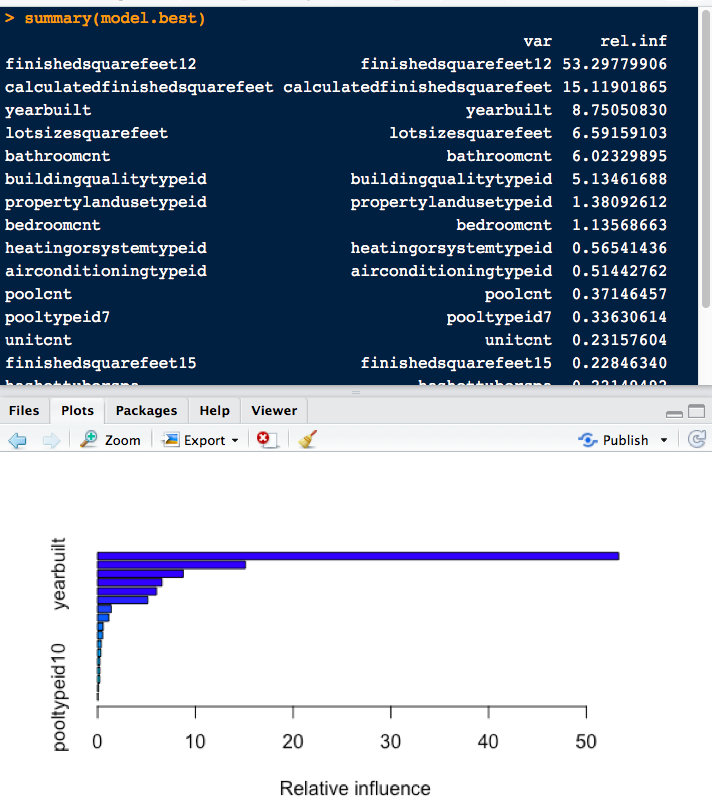 > summary(model.best)
var rel.inf
finishedsquarefeet12 finishedsquarefeet12 53.29779906
calculatedfinishedsquarefeet calculatedfinishedsquarefeet 15.11901865
yearbuilt yearbuilt 8.75050830
lotsizesquarefeet lotsizesquarefeet 6.59159103
bathroomcnt bathroomcnt 6.02329895
buildingqualitytypeid buildingqualitytypeid 5.13461688
propertylandusetypeid propertylandusetypeid 1.38092612
bedroomcnt bedroomcnt 1.13568663
heatingorsystemtypeid heatingorsystemtypeid 0.56541436
airconditioningtypeid airconditioningtypeid 0.51442762
poolcnt poolcnt 0.37146457
pooltypeid7 pooltypeid7 0.33630614
unitcnt unitcnt 0.23157604
finishedsquarefeet15 finishedsquarefeet15 0.22846340
Files Plots Packages Help Viewer
Zoom Export Publish
yearbuilt
pooltypeid10
0 10 20 30 40 50
Relative influence